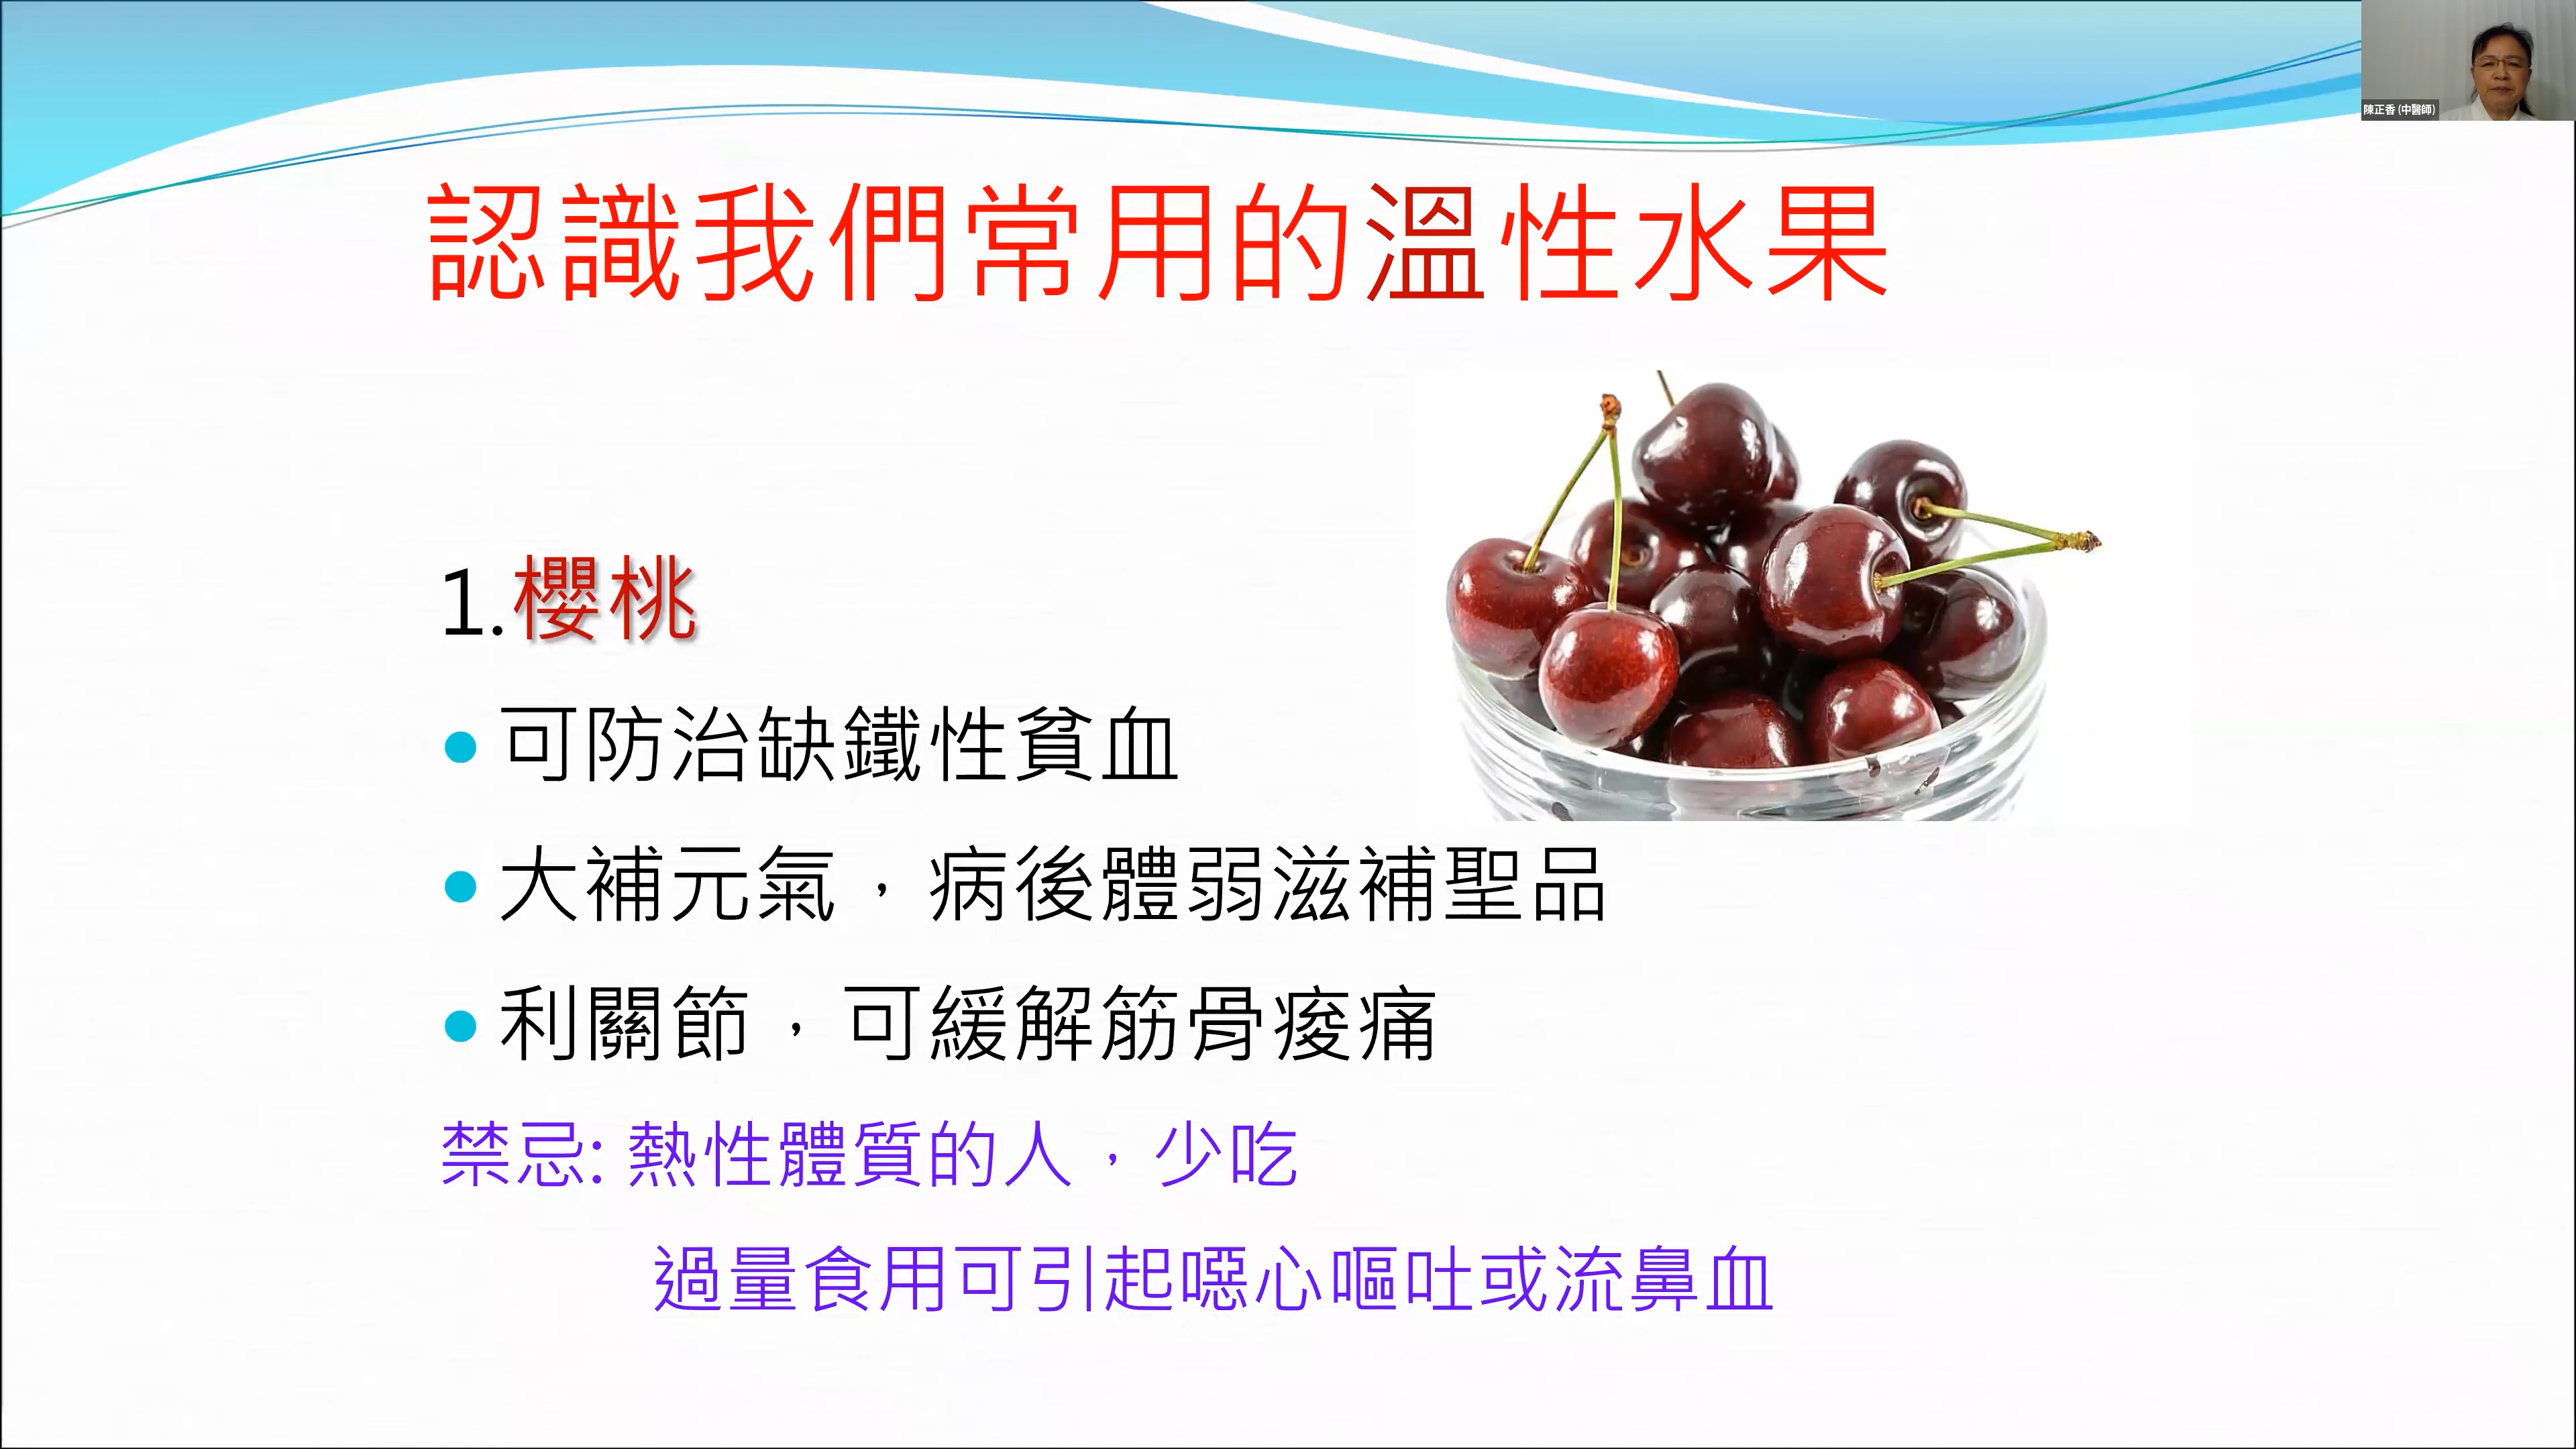 陳正香 (中醫師)
認識我們常用的溫性水果
1.櫻桃
• 可防治缺鐵性貧血
• 大補元氣，病後體弱滋補聖品
• 利關節，可緩解筋骨痠痛
禁忌: 熱性體質的人，少吃
過量食用可引起噁心嘔吐或流鼻血